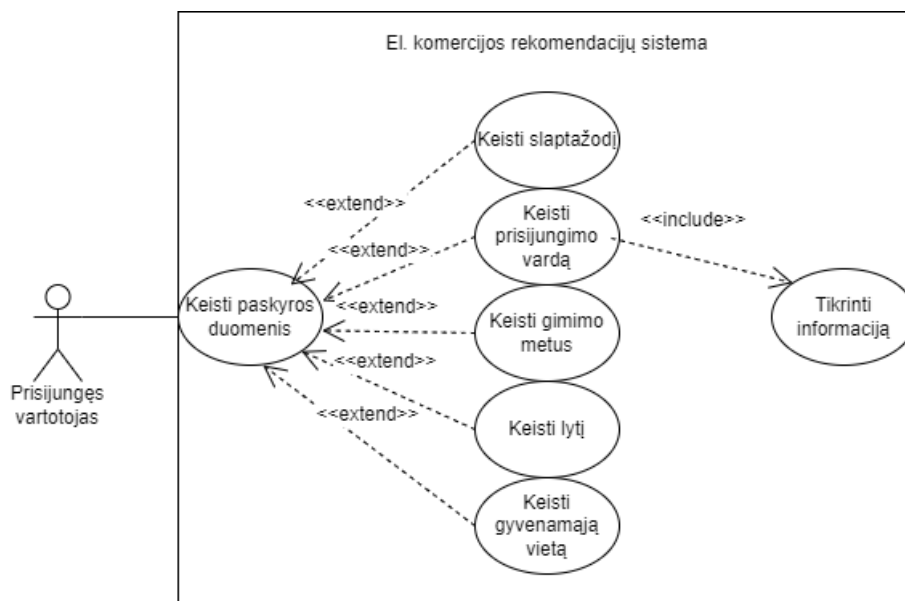 El. komercijos rekomendacijų sistema
Keisti slaptažodį
<<extend>>
Keisti
prisijungimo
vardą
<<include>>
<<extend>>
Keisti paskyros
duomenis
<<extend>>
Keisti gimimo
metus
Tikrinti
informaciją
<<extend>>
Prisijungęs
vartotojas
<<extend>>
Keisti lytį
Keisti
gyvenamąją
vietą